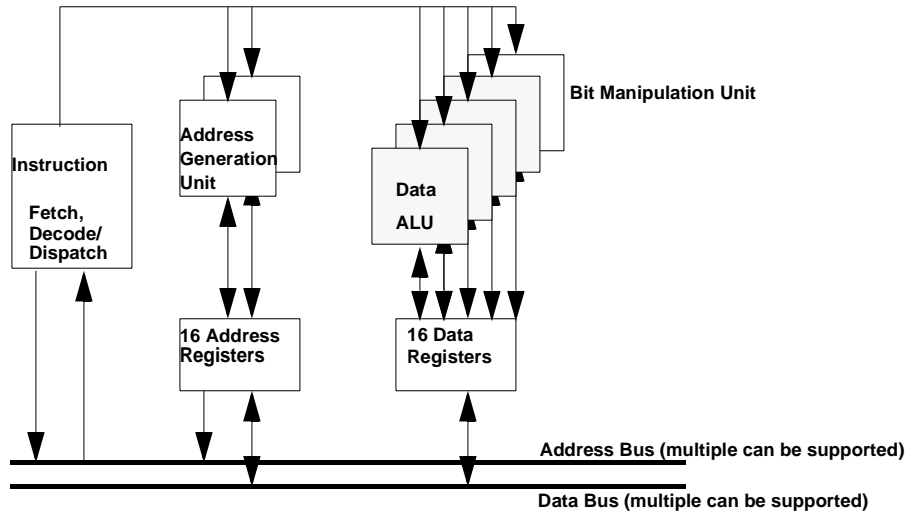 Bit Manipulation Unit
Instruction
Fetch,
Decode/
Dispatch
Address
Generation
Unit
Data
ALU
16 Address
Registers
16 Data
Registers
Address Bus (multiple can be supported)
Data Bus (multiple can be supported)